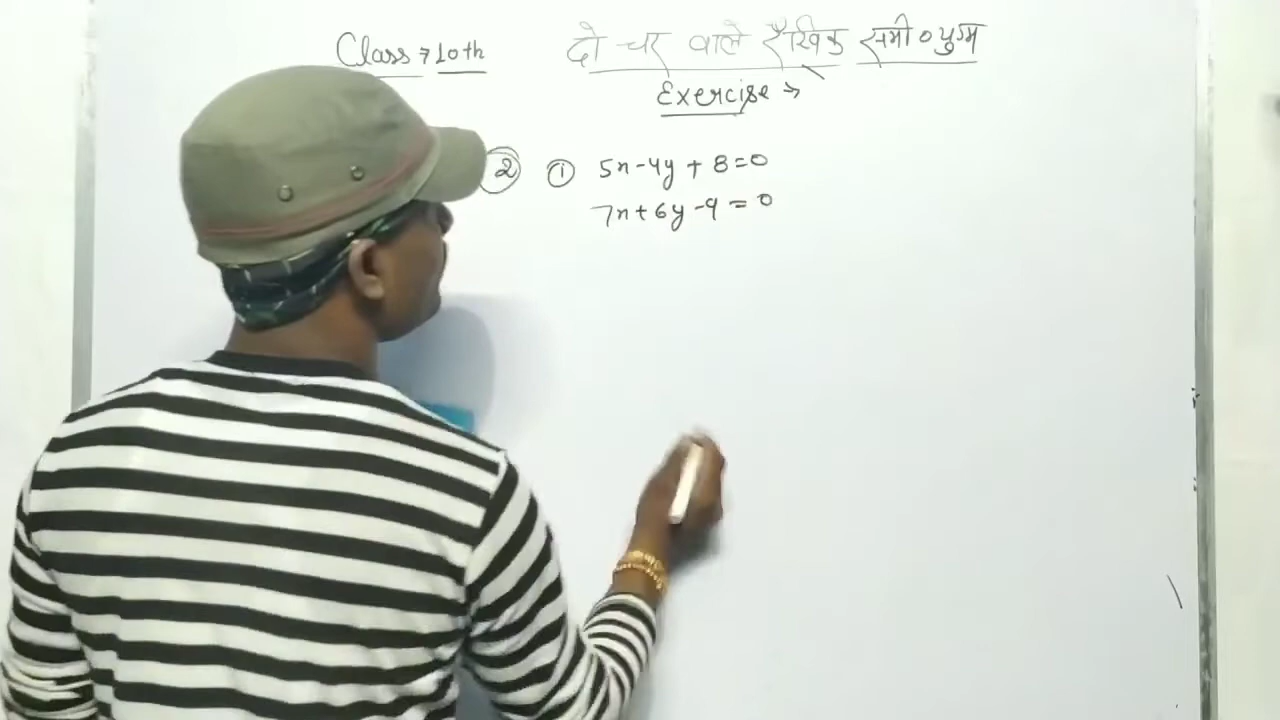 Class → 10th दो चर वाले रैखिक समी० युग्म
Exercise →
② ① 5x-4y + 8=0
7x+6y-9 = 0